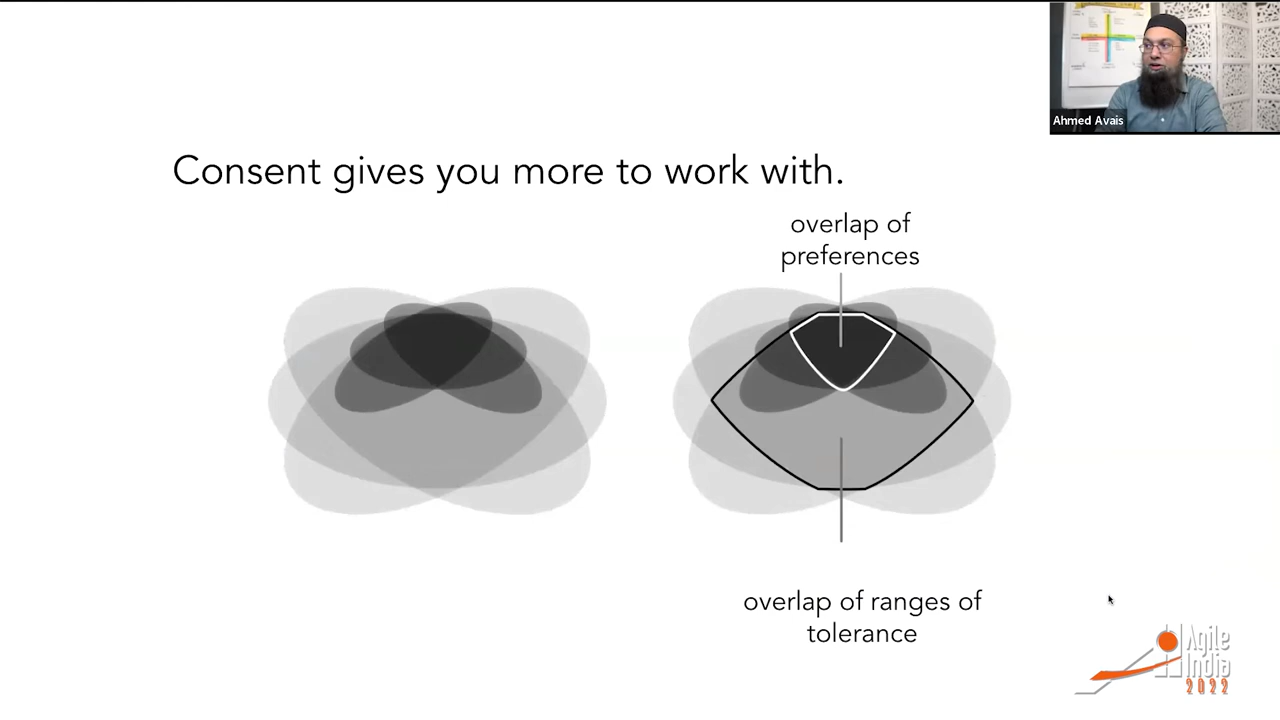 Ahmed Avais
Consent gives you more to work with.
overlap of
preferences
overlap of ranges of
tolerance
Agile
India
2022